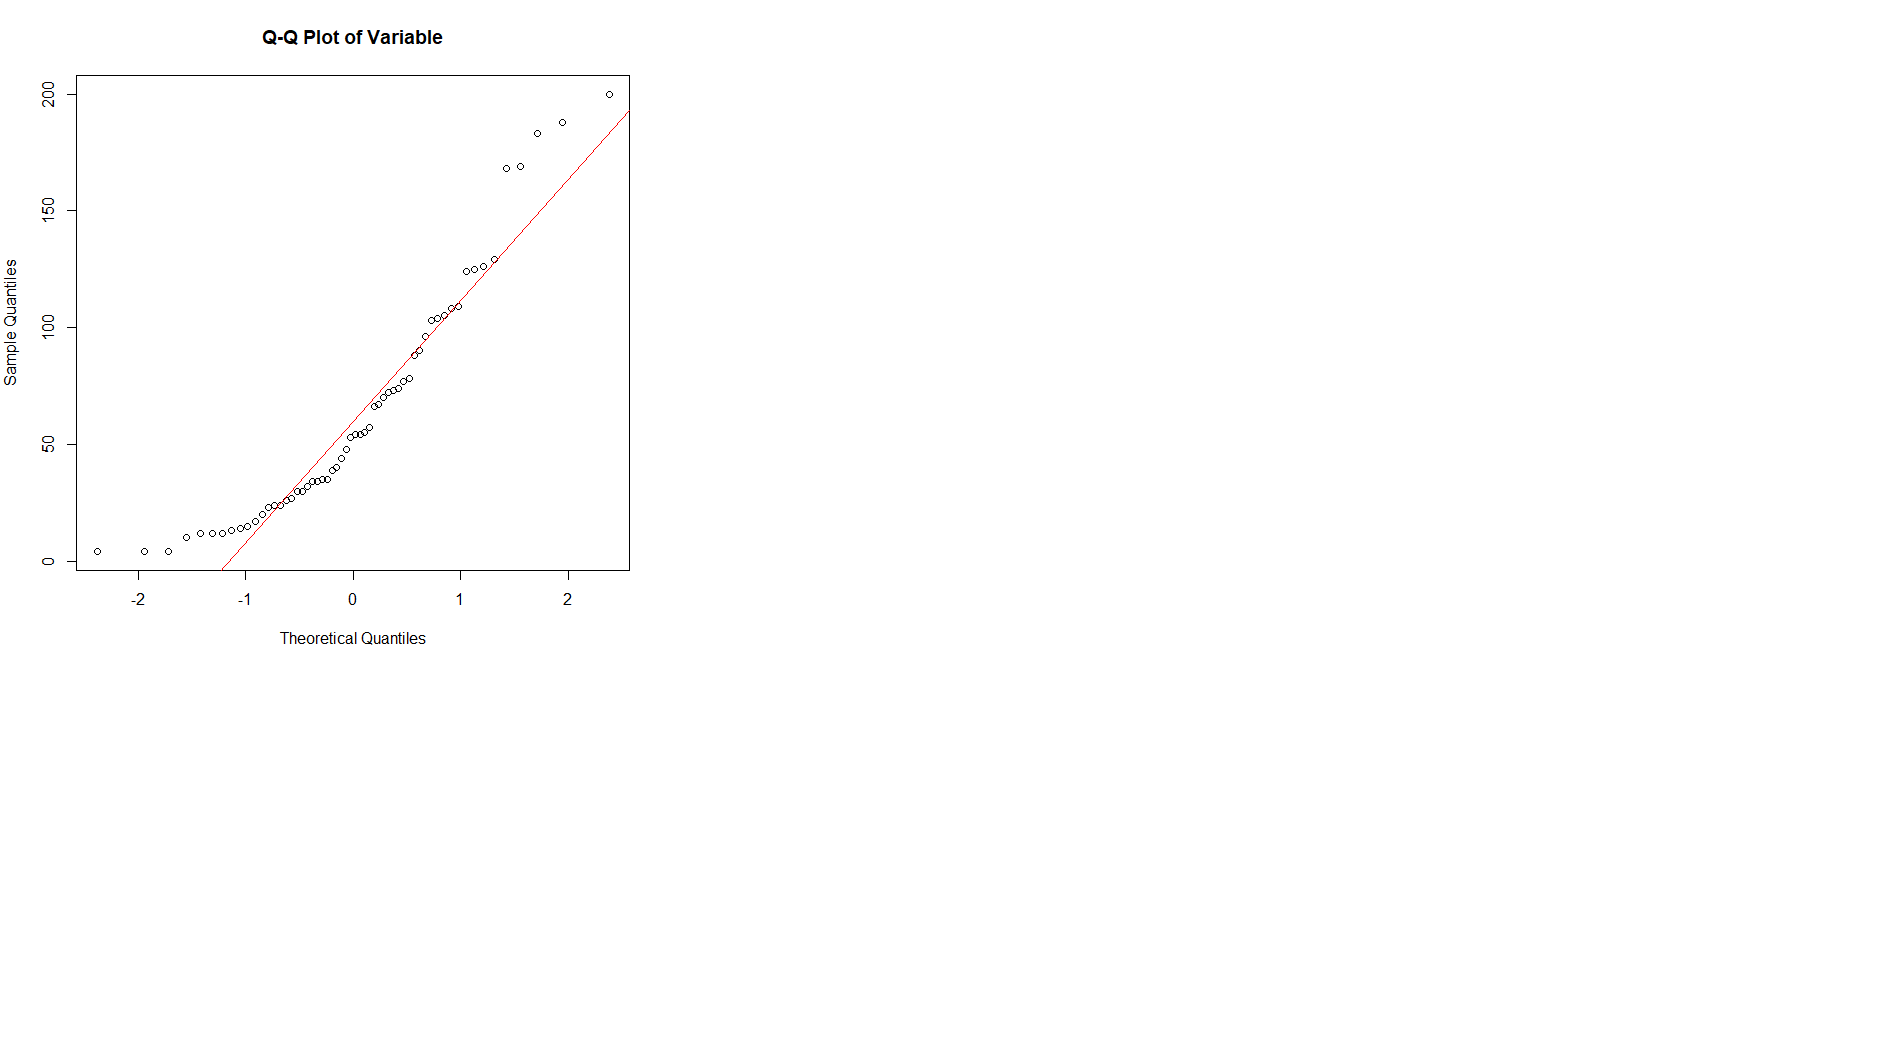 Q-Q Plot of Variable
Sample Quantiles
200
150
100
50
0
-2 -1 0 1 2
Theoretical Quantiles